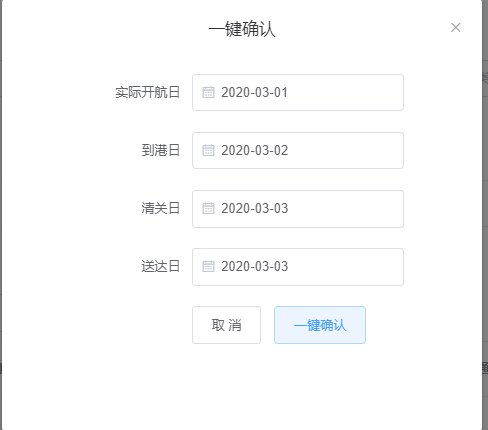 一键确认
实际开航日 2020-03-01
到港日 2020-03-02
清关日 2020-03-03
送达日 2020-03-03
取 消 一键确认